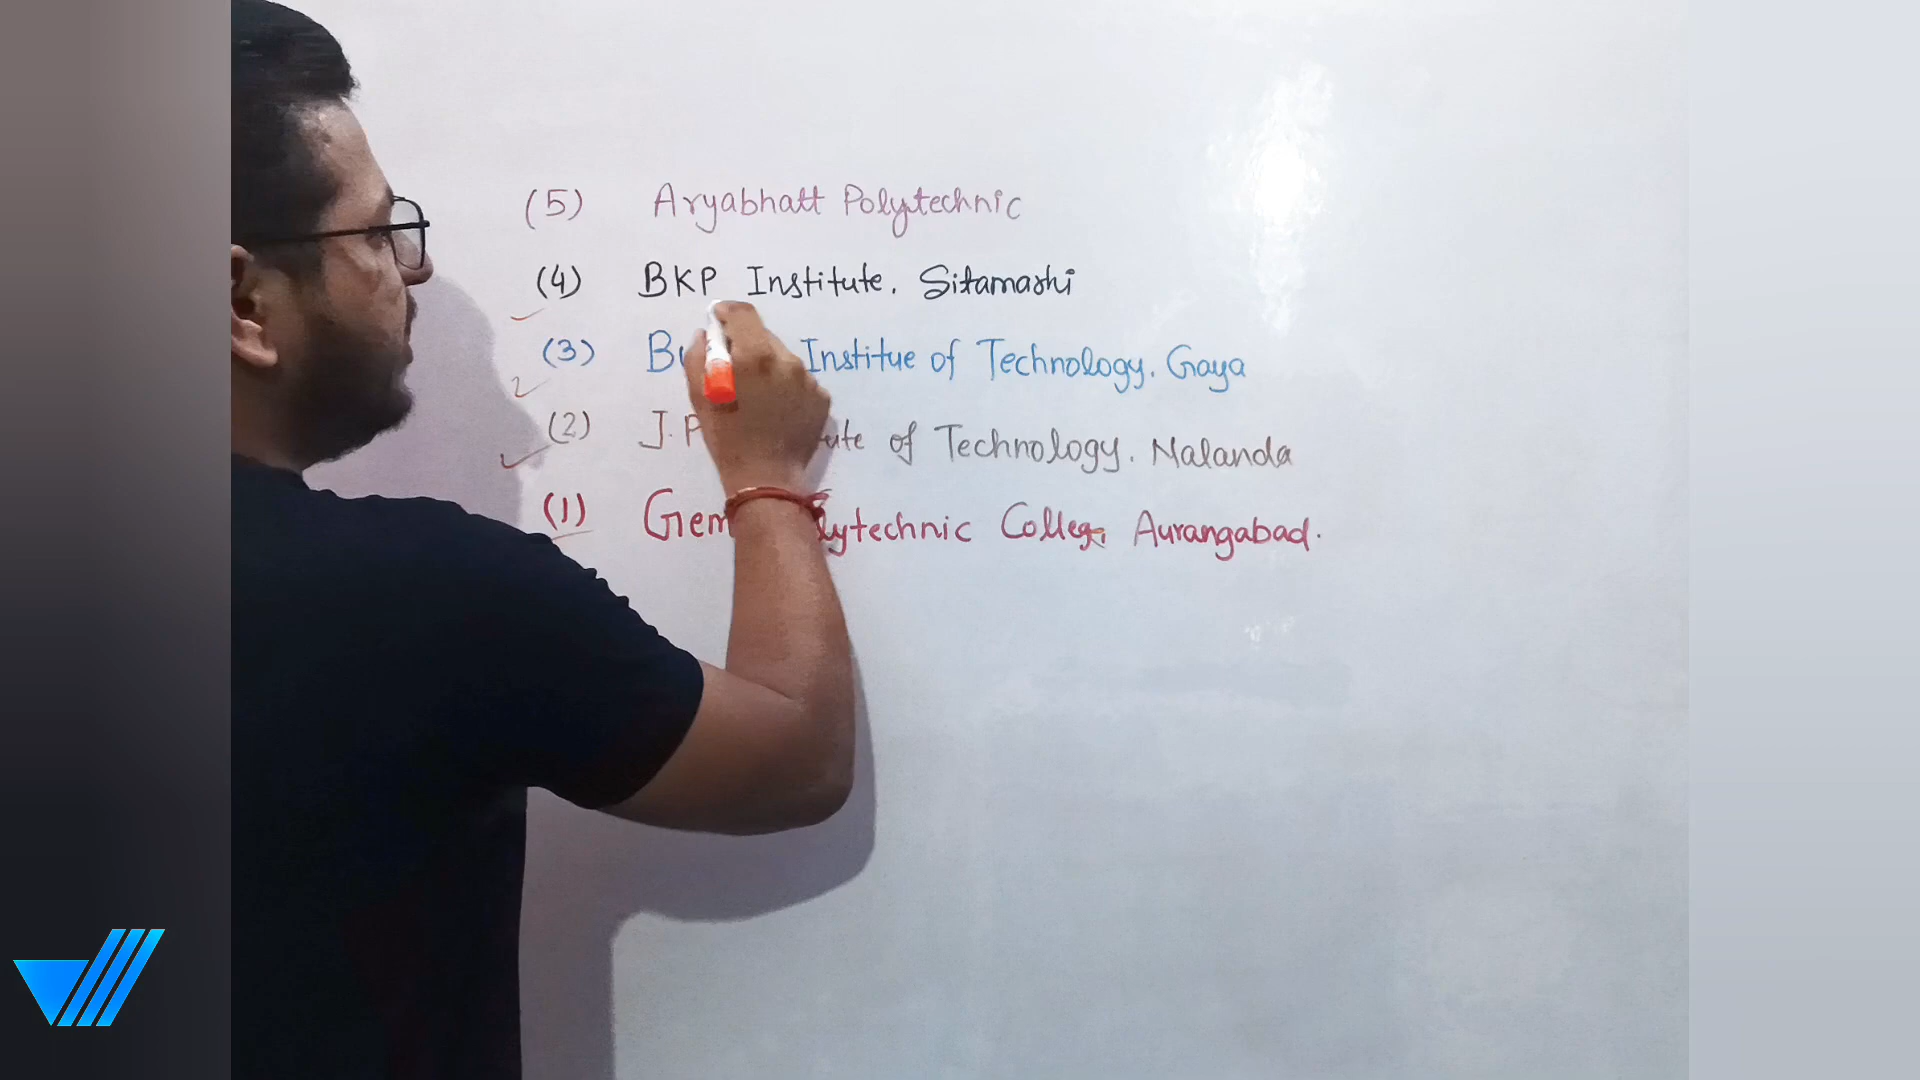 (5) Aryabhatt Polytechnic
(4) BKP Institute. Sitamarhi
(3) Institue of Technology. Gaya
(2) J.P of Technology. Nalanda
(1) College Aurangabad.